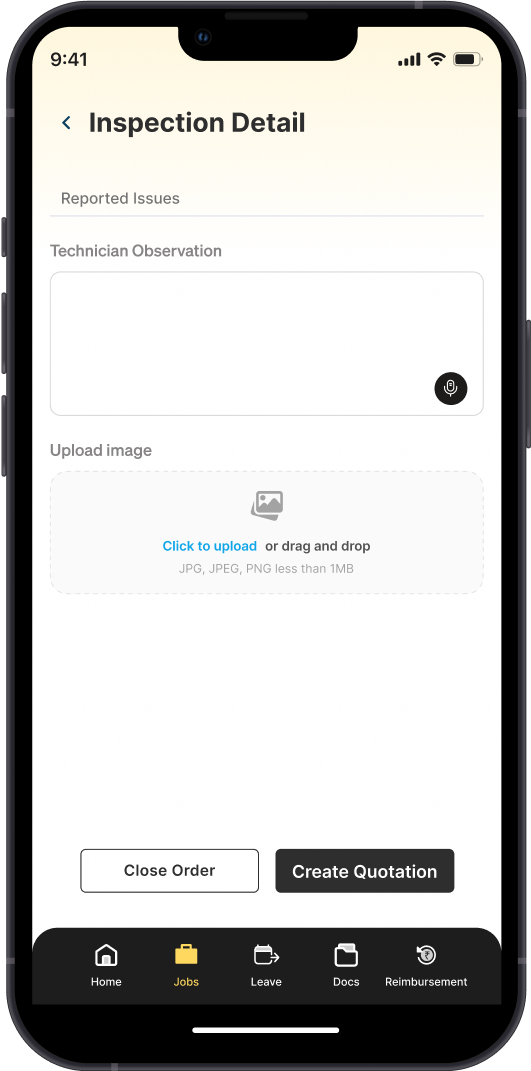 9:41
Inspection Detail
Reported Issues
Technician Observation
Upload image
Click to upload or drag and drop
JPG, JPEG, PNG less than 1MB
Close Order
Create Quotation
Home
Jobs
Leave
Docs
Reimbursement